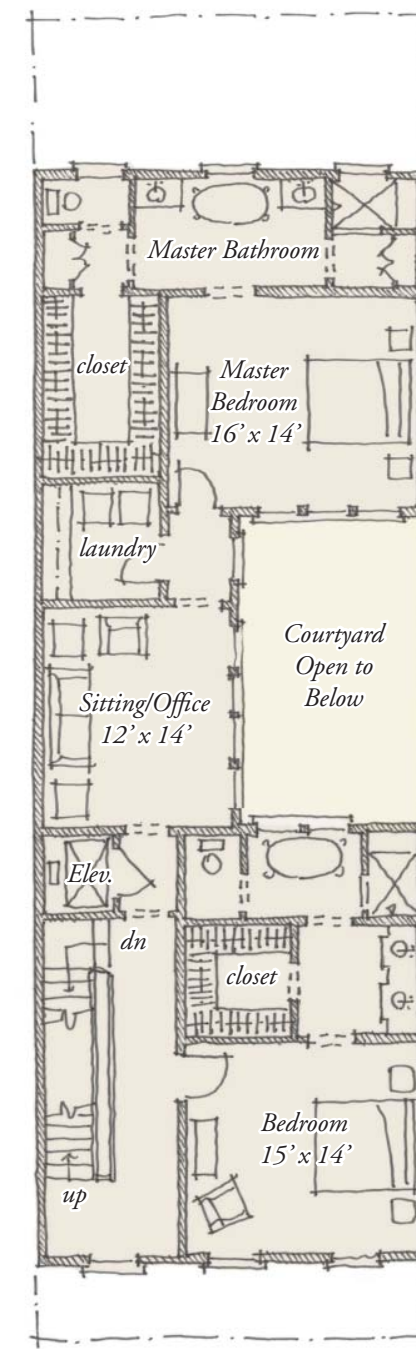 Master Bathroom
closet
Master
Bedroom
16' x 14'
laundry
Courtyard
Open to
Below
Sitting/Office
12' x 14'
Elev.
dn
closet
Bedroom
15' x 14'
up